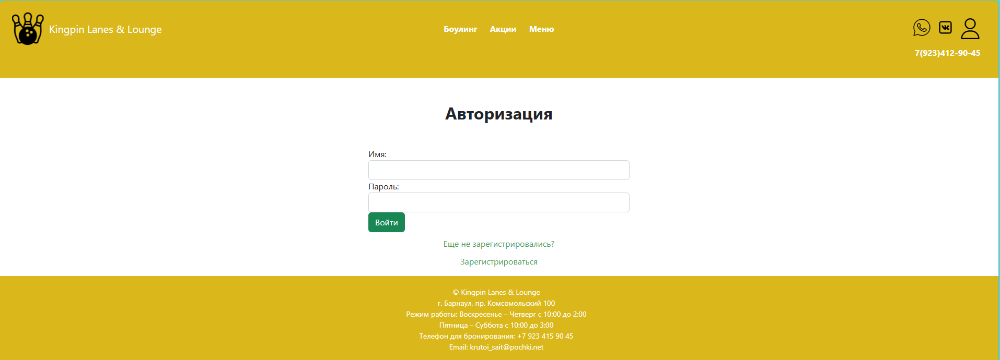 Kingpin Lanes & Lounge
Боулинг Акции Меню
7(923)412-90-45
Авторизация
Имя:
Пароль:
Войти
Еще не зарегистрировались?
Зарегистрироваться
© Kingpin Lanes & Lounge
г. Барнаул, пр. Комсомольский 100
Режим работы: Воскресенье – Четверг с 10:00 до 2:00
Пятница – Суббота с 10:00 до 3:00
Телефон для бронирования: +7 923 415 90 45
Email: krutoi_sait@pochki.net